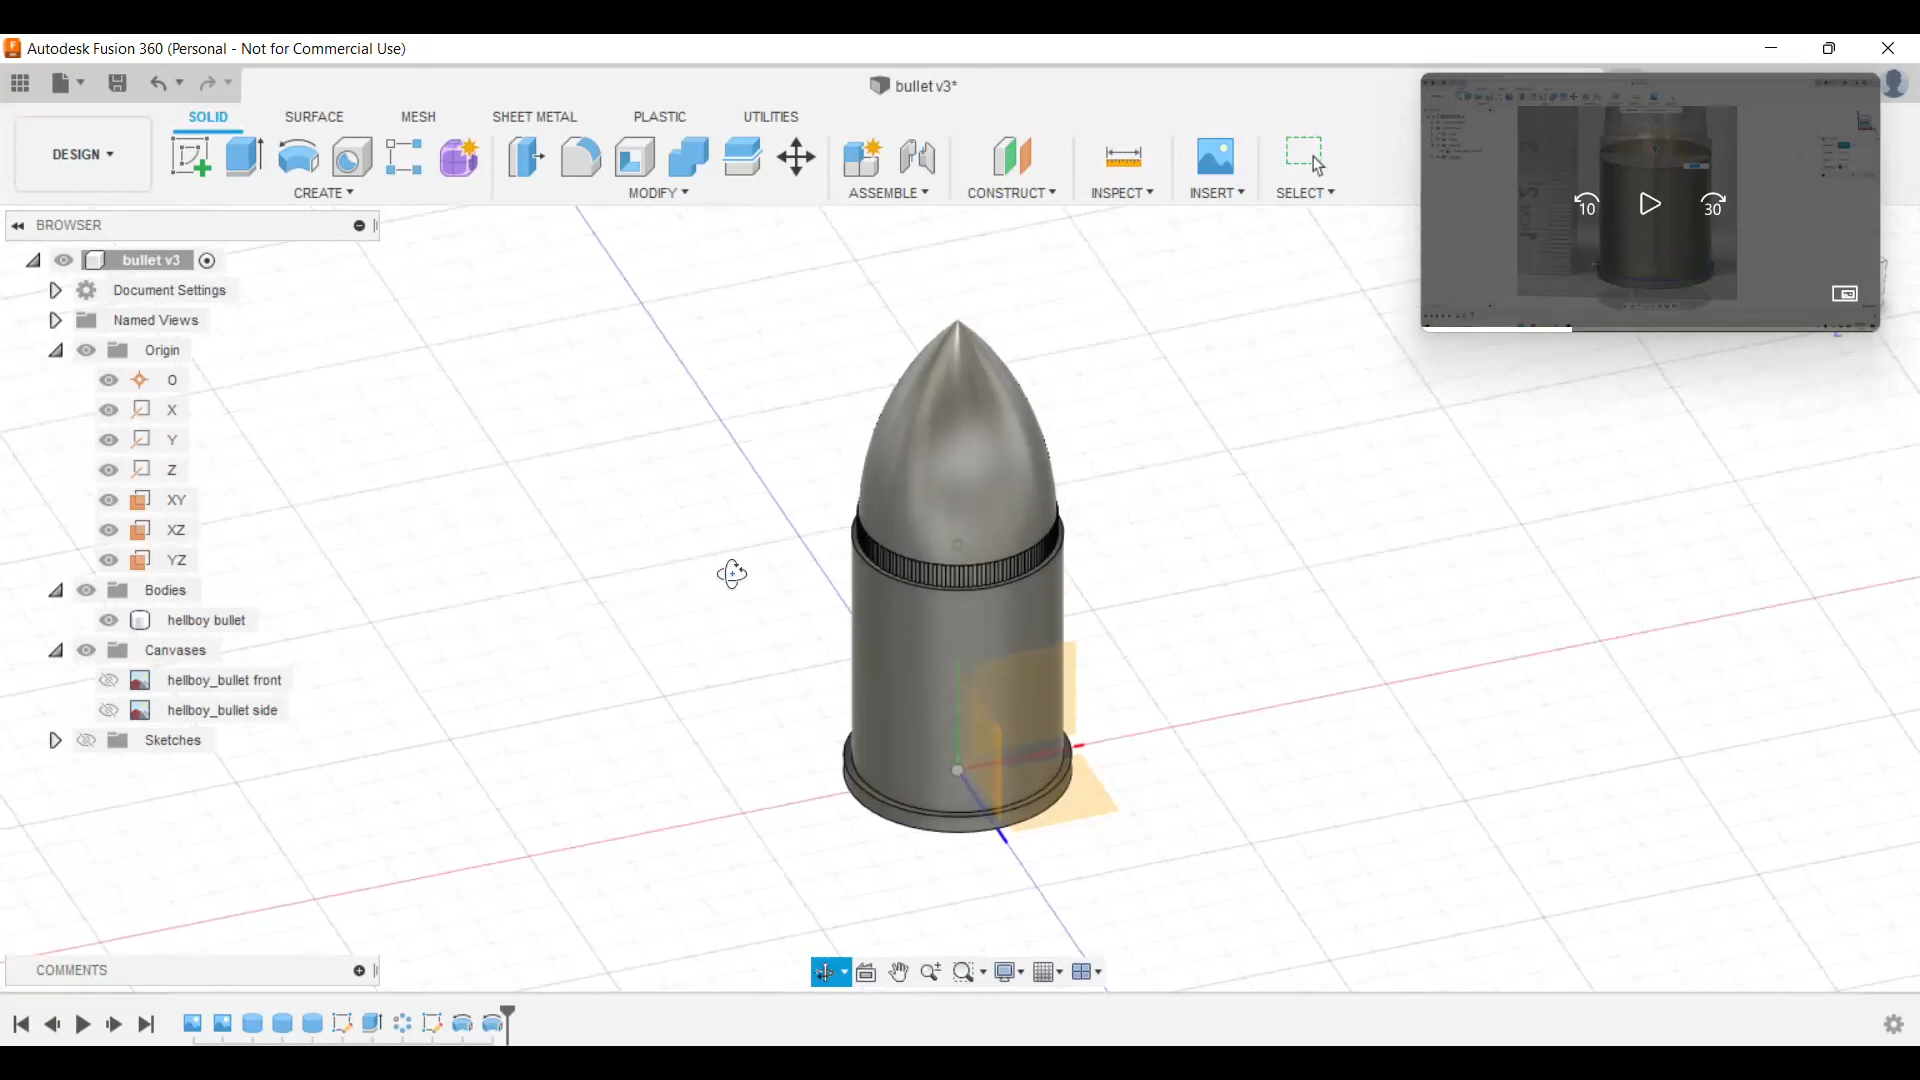 Autodesk Fusion 360 (Personal - Not for Commercial Use)
bullet v3*
SOLID SURFACE MESH SHEET METAL PLASTIC UTILITIES
DESIGN
CREATE MODIFY ASSEMBLE CONSTRUCT INSPECT INSERT SELECT
10 30
BROWSER
bullet v3
Document Settings
Named Views
Origin
O
X
Y
Z
XY
XZ
YZ
Bodies
hellboy bullet
Canvases
hellboy_bullet front
hellboy_bullet side
Sketches
COMMENTS